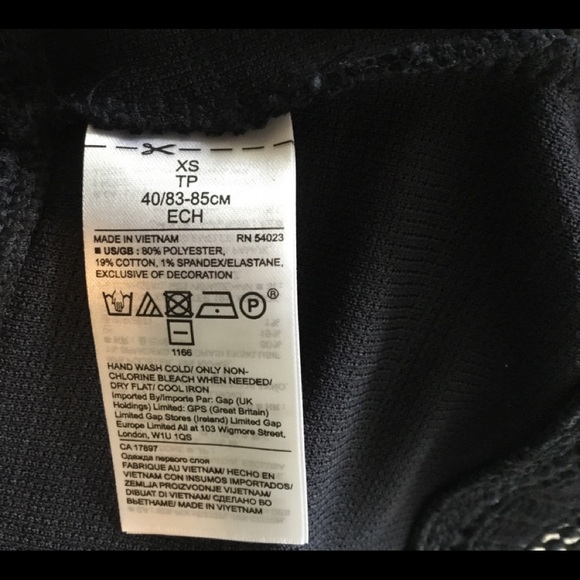 XS
TP
40/83-85см
ECH
MADE IN VIETNAM RN 54023
■ US/GB : 80% POLYESTER,
19% COTTON, 1% SPANDEX/ELASTANE,
EXCLUSIVE OF DECORATION
P ®
1166
HAND WASH COLD/ ONLY NON-
CHLORINE BLEACH WHEN NEEDED/
DRY FLAT/ COOL IRON
Imported By/Importe Par: Gap (UK
Holdings) Limited: GPS (Great Britain)
Limited Gap Stores (Ireland) Limited Gap
Europe Limited All at 103 Wigmore Street,
London, W1U 1QS
CA 17897
Одежда первого слоя
FABRIQUE AU VIETNAM/ HECHO EN
VIETNAM CON INSUMOS IMPORTADOS/
ZEMLJA PROIZVODNJE VIJETNAM/
DIBUAT DI VIETNAM/ СДЕЛАНО ВО
ВЬЕТНАМЕ/ MADE IN VIYETNAM